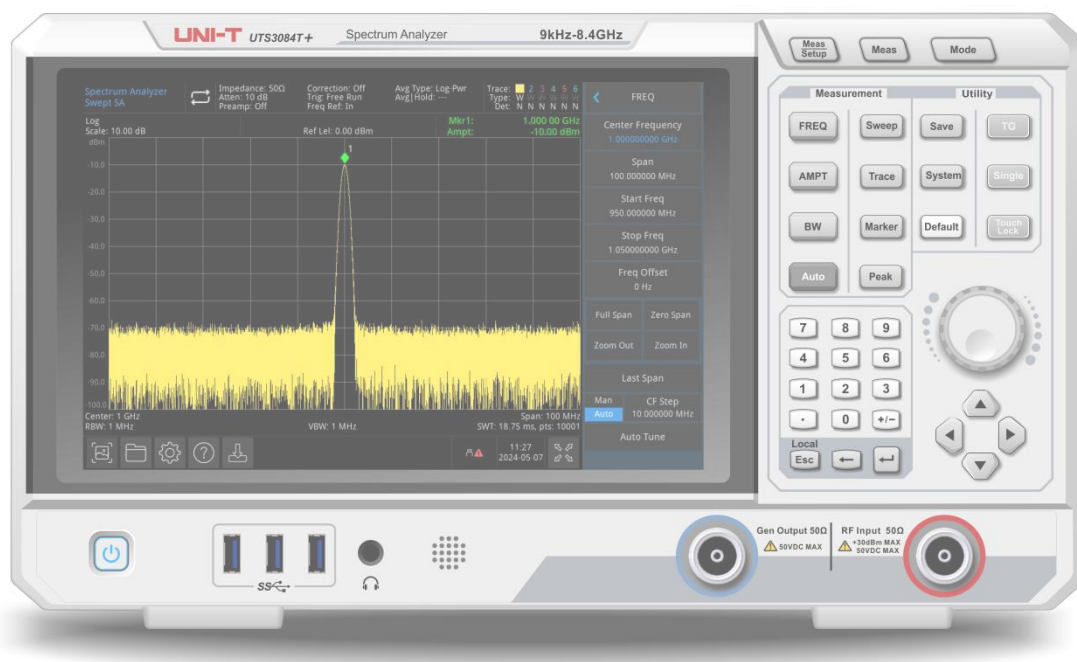 UNI-T UTS3084T+ Spectrum Analyzer 9kHz-8.4GHz
Spectrum Analyzer
Swept SA
Impedance: 50Ω
Atten: 10 dB
Preamp: Off
Correction: Off
Trig: Free Run
Freq Ref: In
Avg Type: Log-Pwr
Avg|Hold: ---
Trace: 1 2 3 4 5 6
Type: W W W W W W
Det: N N N N N N
Log
Scale: 10.00 dB
Ref Lel: 0.00 dBm
Mkr1: 1.000 00 GHz
Ampt: -10.00 dBm
dBm
1
-10.0
-20.0
-30.0
-40.0
-50.0
-60.0
-70.0
-80.0
-90.0
-100.0
Center: 1 GHz
RBW: 1 MHz
VBW: 1 MHz
Span: 100 MHz
SWT: 18.75 ms, pts: 10001
11:27
2024-05-07
FREQ
Center Frequency
1.000000000 GHz
Span
100.000000 MHz
Start Freq
950.000000 MHz
Stop Freq
1.050000000 GHz
Freq Offset
0 Hz
Full Span Zero Span
Zoom Out Zoom In
Last Span
Man
Auto
CF Step
10.000000 MHz
Auto Tune
Meas
Setup
Meas
Mode
Measurement
Utility
FREQ Sweep Save TG
AMPT Trace System Single
BW Marker Default Touch
Lock
Auto Peak
7 8 9
4 5 6
1 2 3
. 0 +/-
Local
Esc
SS
Gen Output 50Ω
50VDC MAX
RF Input 50Ω
+30dBm MAX
50VDC MAX